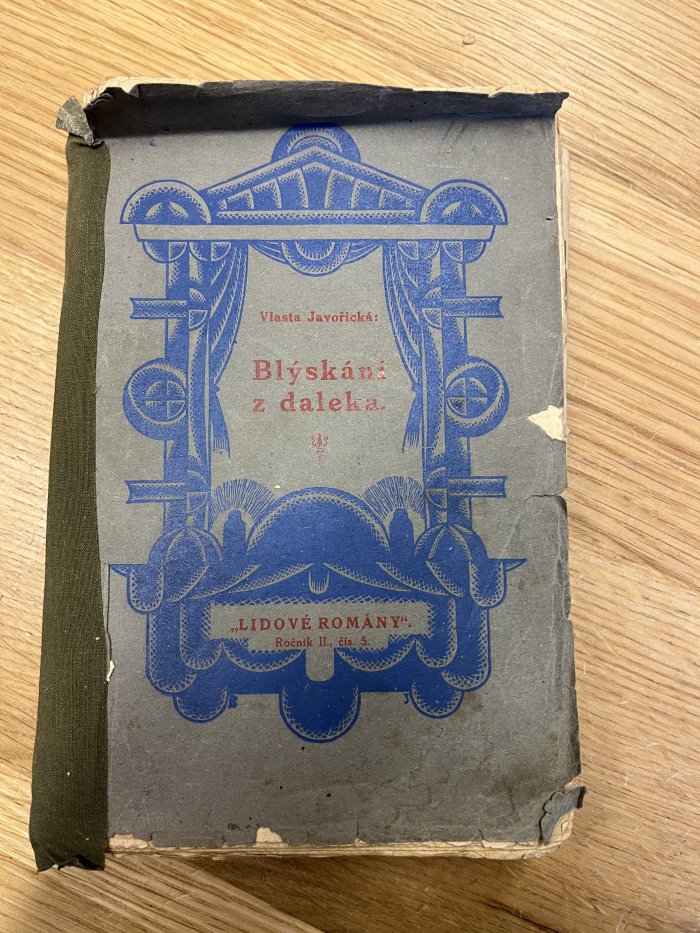 Vlasta Javořická:
Blýskání
z daleka.
„LIDOVÉ ROMÁNY“.
Ročník II., čís. 5.